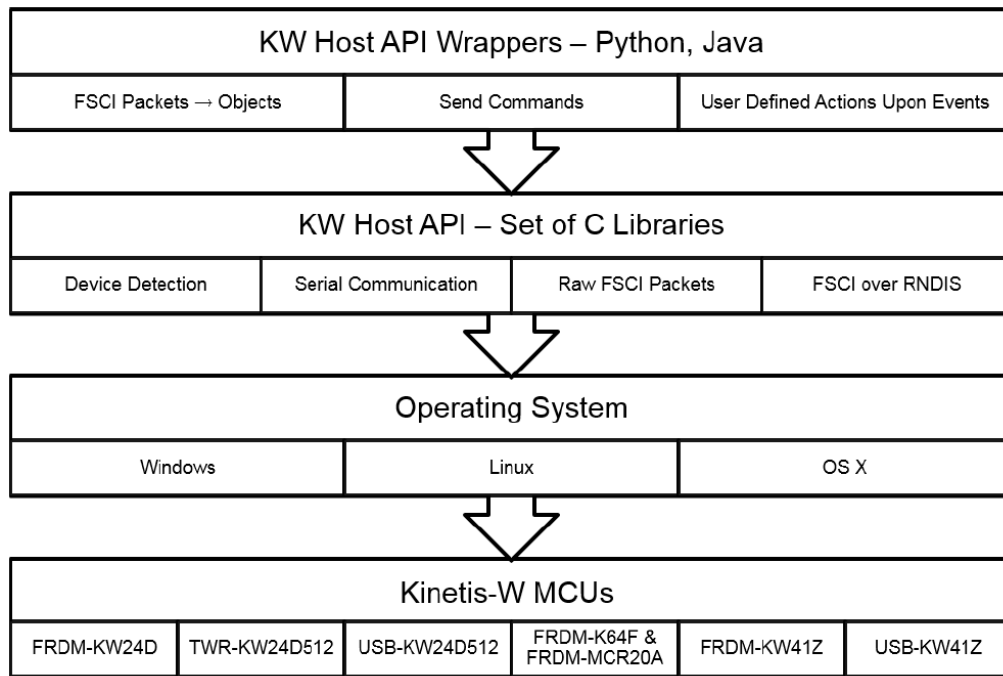 KW Host API Wrappers – Python, Java
FSCI Packets → Objects
Send Commands
User Defined Actions Upon Events
KW Host API – Set of C Libraries
Device Detection
Serial Communication
Raw FSCI Packets
FSCI over RNDIS
Operating System
Windows
Linux
OS X
Kinetis-W MCUs
FRDM-KW24D
TWR-KW24D512
USB-KW24D512
FRDM-K64F &
FRDM-MCR20A
FRDM-KW41Z
USB-KW41Z